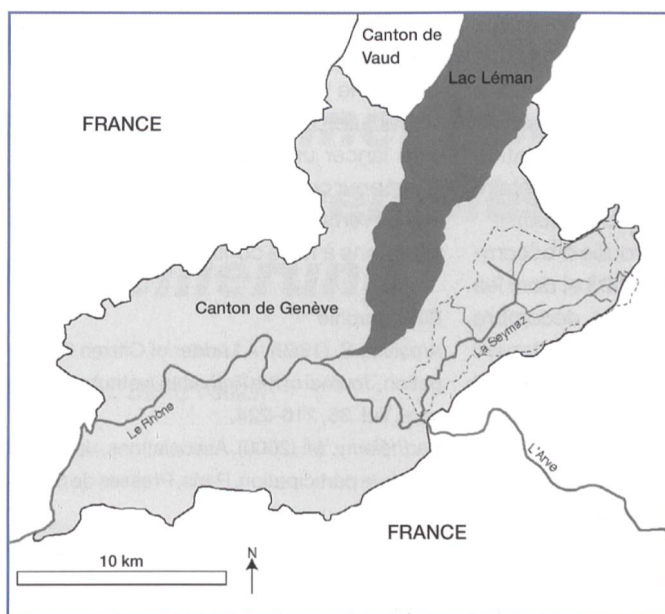 Canton de
Vaud
Lac Léman
FRANCE
Canton de Genève
La Seymaz
Le Rhône
L'Arve
FRANCE
10 km
N